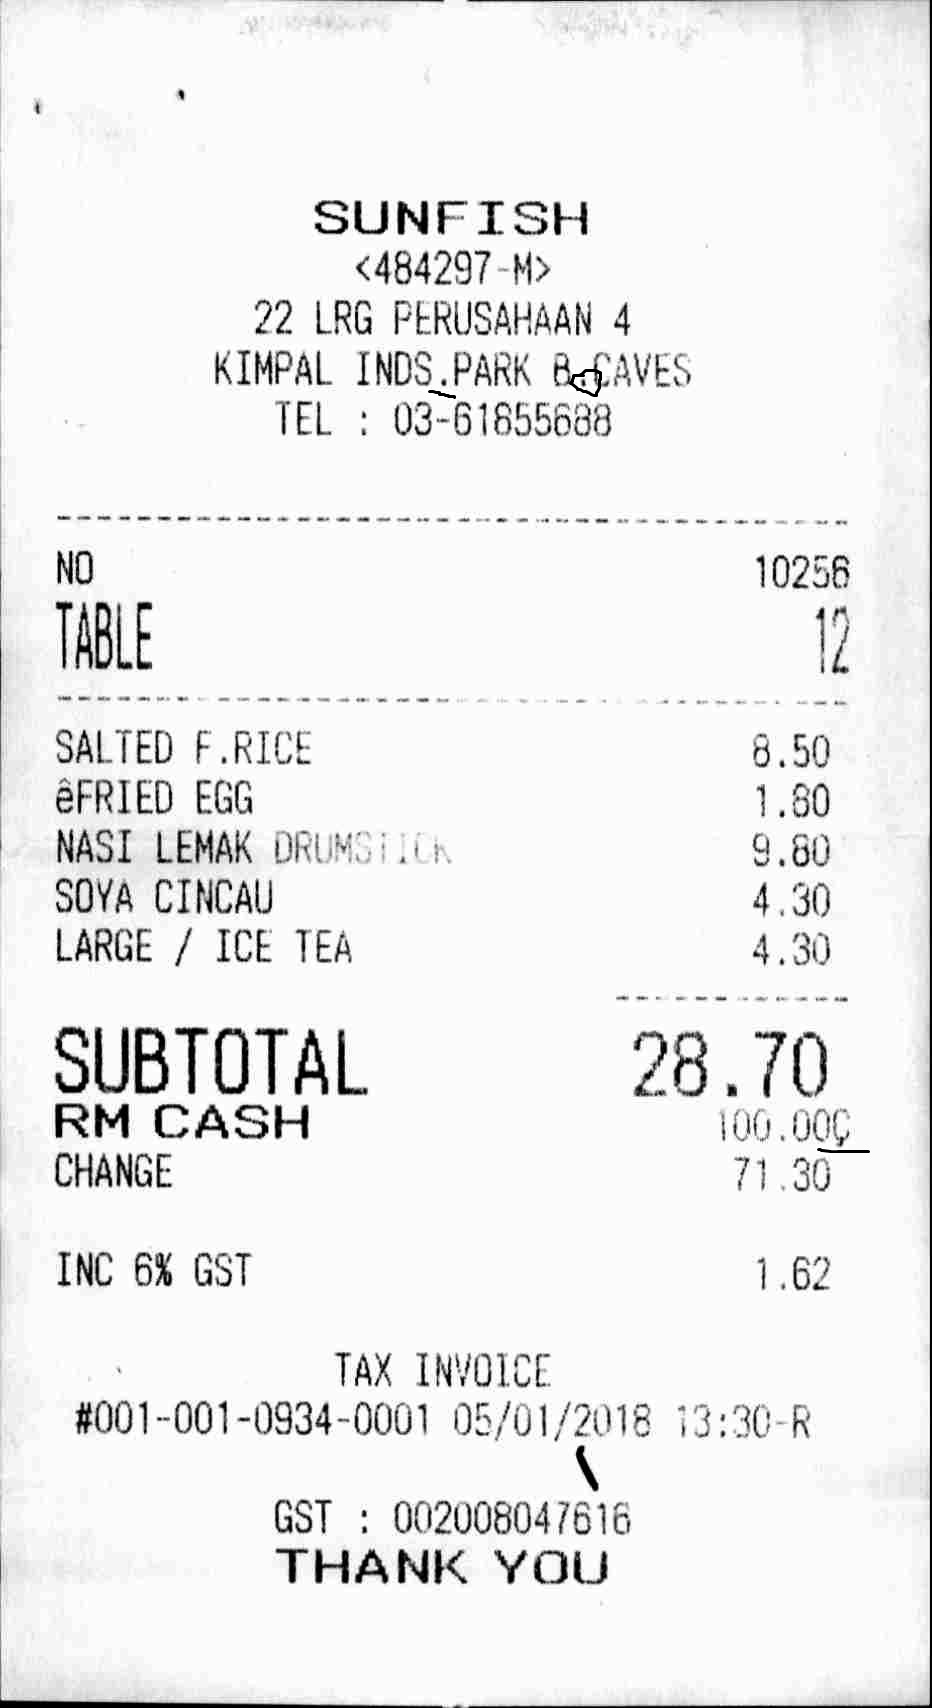 SUNFISH
<484297-M>
22 LRG PERUSAHAAN 4
KIMPAL INDS.PARK B.CAVES
TEL : 03-61855688
NO 10256
TABLE 12
SALTED F.RICE 8.50
êFRIED EGG 1.80
NASI LEMAK DRUMSTICK 9.80
SOYA CINCAU 4.30
LARGE / ICE TEA 4.30
SUBTOTAL 28.70
RM CASH 100.00Ç
CHANGE 71.30
INC 6% GST 1.62
TAX INVOICE
#001-001-0934-0001 05/01/2018 13:30-R
GST : 002008047616
THANK YOU